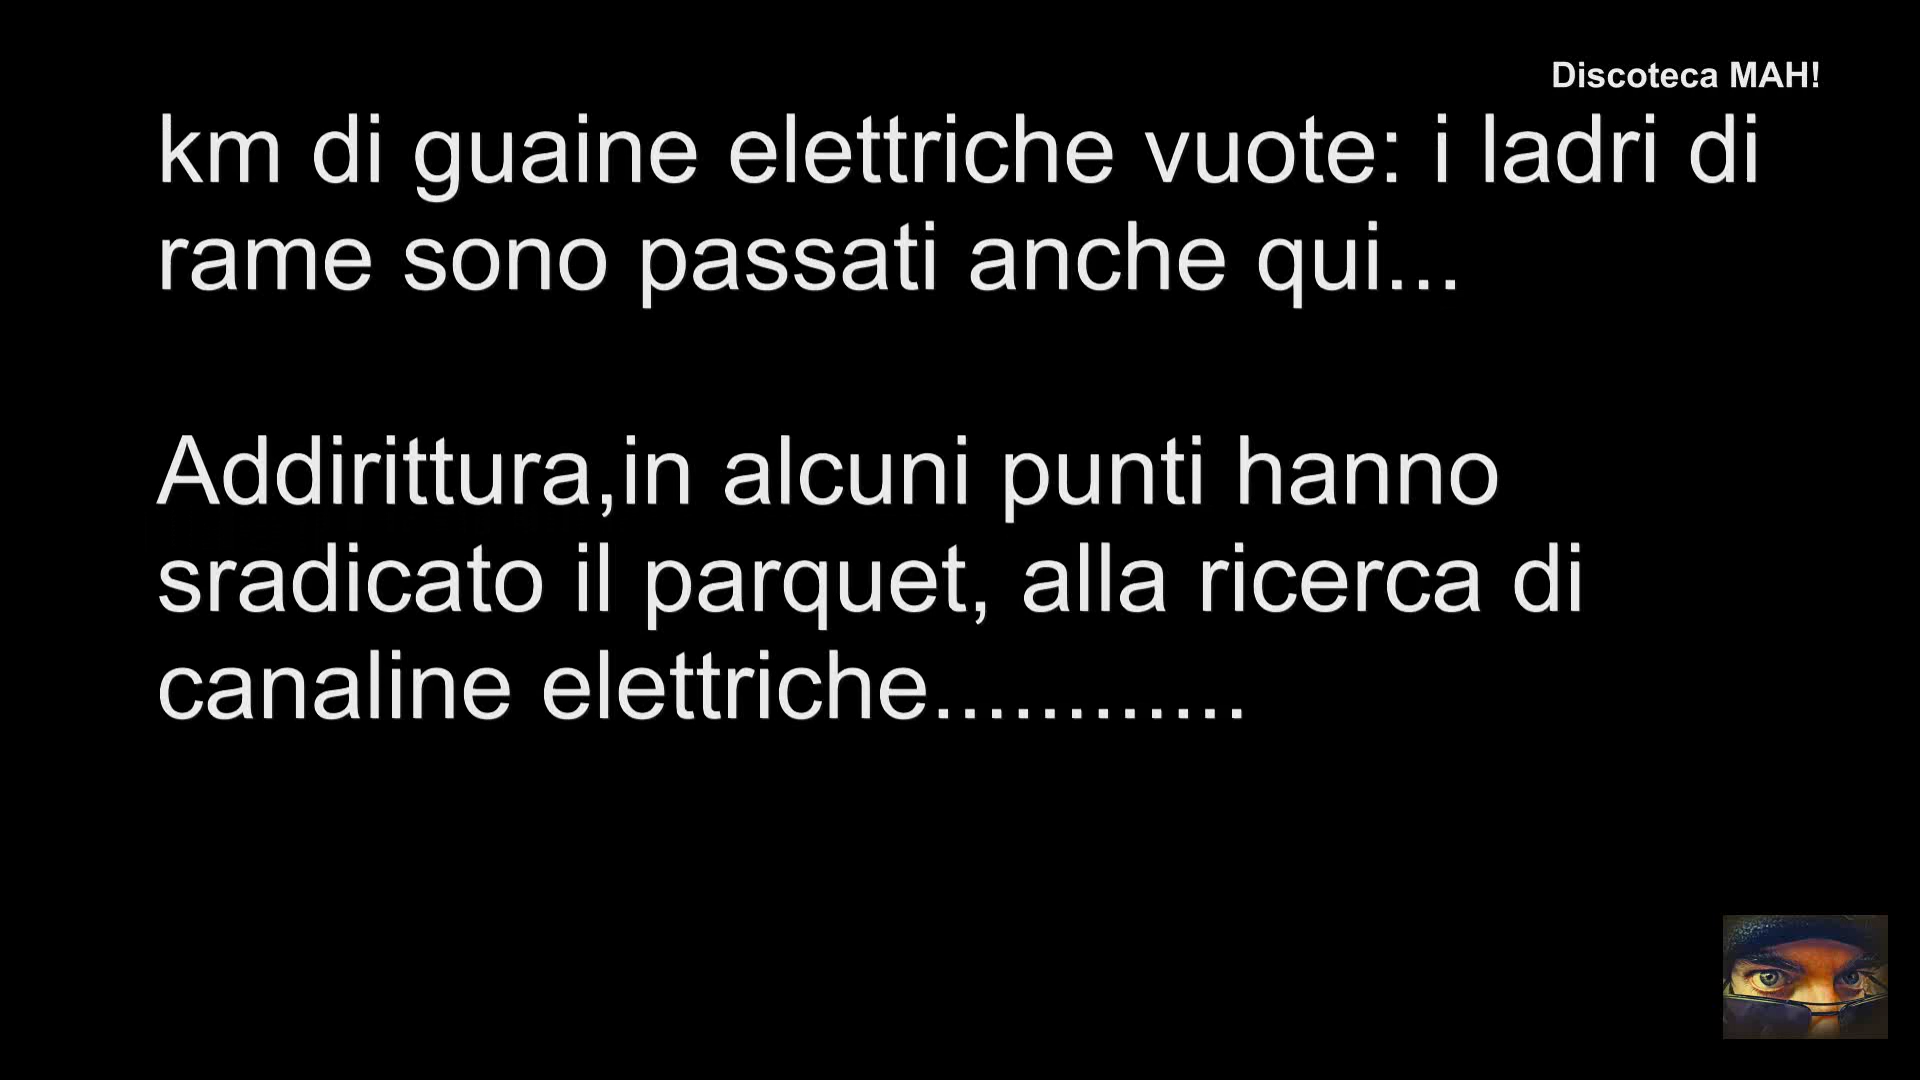 Discoteca MAH!
km di guaine elettriche vuote: i ladri di
rame sono passati anche qui...
Addirittura,in alcuni punti hanno
sradicato il parquet, alla ricerca di
canaline elettriche............